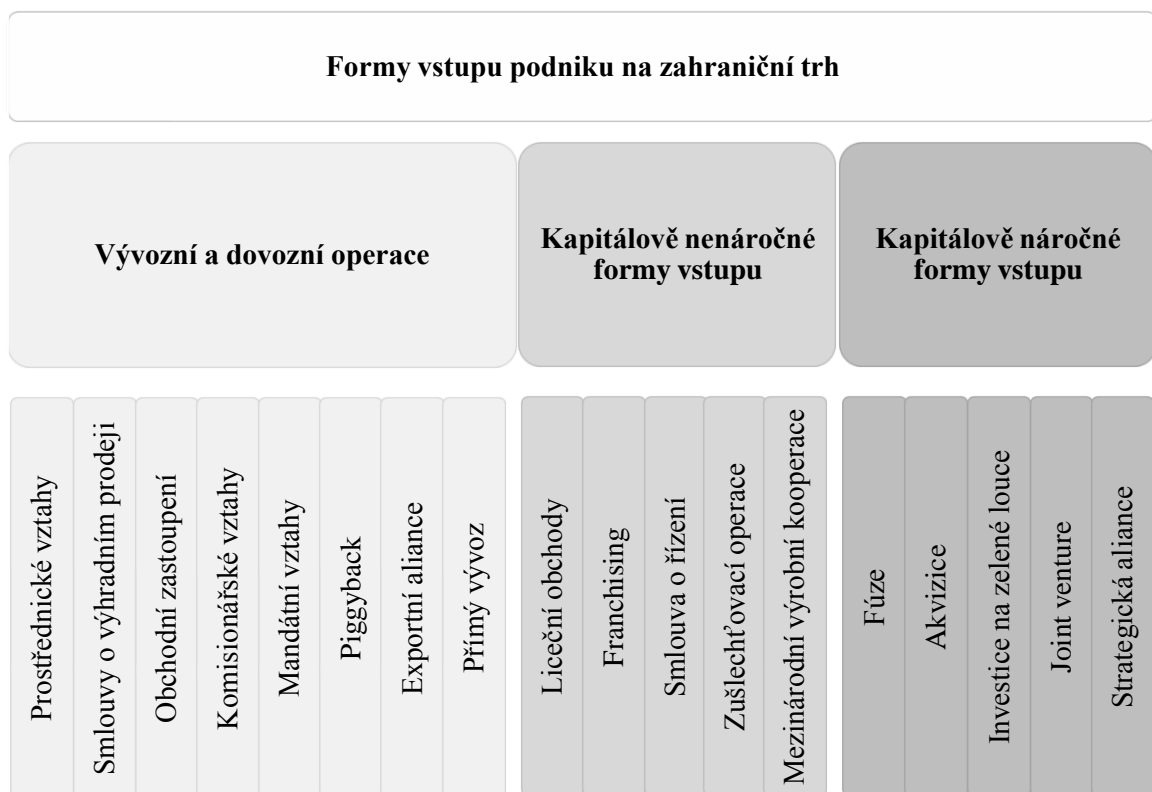 Formy vstupu podniku na zahraniční trh
Vývozní a dovozní operace
Kapitálově nenáročné
formy vstupu
Kapitálově náročné
formy vstupu
Prostřednické vztahy
Smlouvy o výhradním prodeji
Obchodní zastoupení
Komisionářské vztahy
Mandátní vztahy
Piggyback
Exportní aliance
Přímý vývoz
Liceční obchody
Franchising
Smlouva o řízení
Zušlechťovací operace
Mezinárodní výrobní kooperace
Fúze
Akvizice
Investice na zelené louce
Joint venture
Strategická aliance